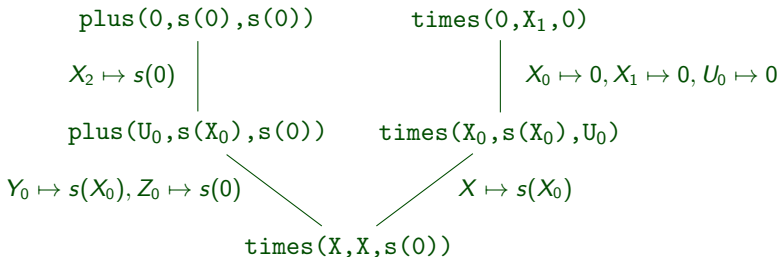 plus(0,s(0),s(0)) times(0,X₁,0)
X₂ ↦ s(0) X₀ ↦ 0, X₁ ↦ 0, U₀ ↦ 0
plus(U₀,s(X₀),s(0)) times(X₀,s(X₀),U₀)
Y₀ ↦ s(X₀), Z₀ ↦ s(0) X ↦ s(X₀)
times(X,X,s(0))